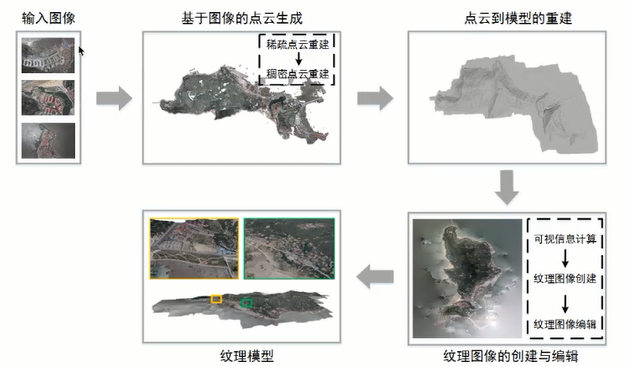 输入图像
基于图像的点云生成
点云到模型的重建
稀疏点云重建
稠密点云重建
可视信息计算
纹理图像创建
纹理图像编辑
纹理模型
纹理图像的创建与编辑